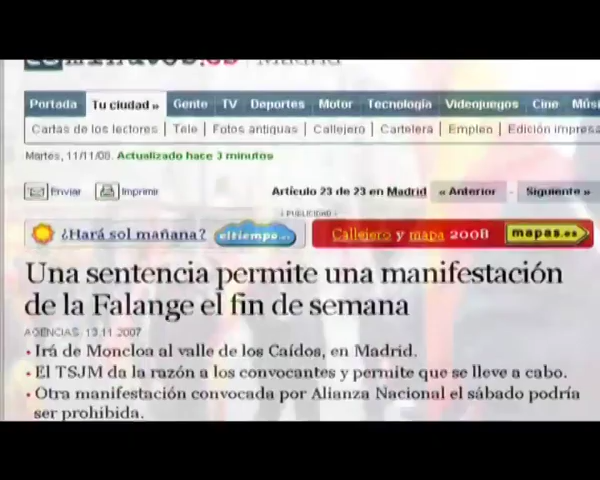 Portada Tu ciudad » Gente TV Deportes Motor Tecnología Videojuegos Cine
Cartas de los lectores | Tele | Fotos antiguas | Callejero | Cartelera | Empleo | Edición impresa
Martes, 11/11/08. Actualizado hace 3 minutos
Enviar Imprimir Artículo 23 de 23 en Madrid « Anterior - Siguiente »
PUBLICIDAD
¿Hará sol mañana? eltiempo.es Callejero y mapa 2008 mapas.es
Una sentencia permite una manifestación
de la Falange el fin de semana
AGENCIAS. 13.11.2007
• Irá de Moncloa al valle de los Caídos, en Madrid.
• El TSJM da la razón a los convocantes y permite que se lleve a cabo.
• Otra manifestación convocada por Alianza Nacional el sábado podría
ser prohibida.